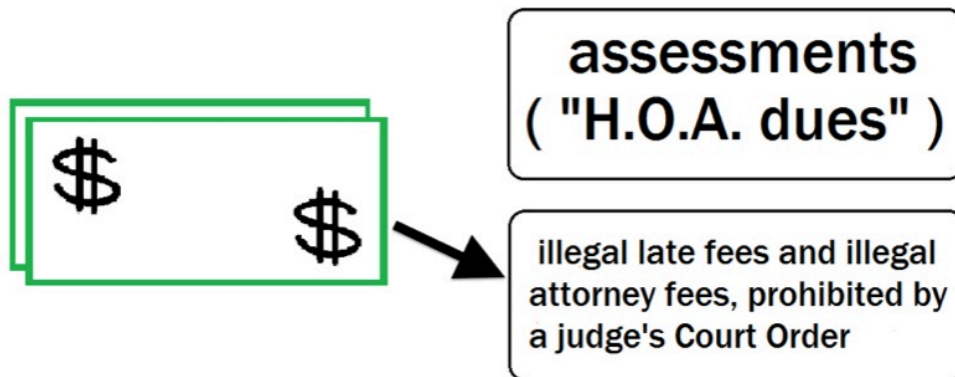 $
$
assessments
( "H.O.A. dues" )
illegal late fees and illegal
attorney fees, prohibited by
a judge's Court Order